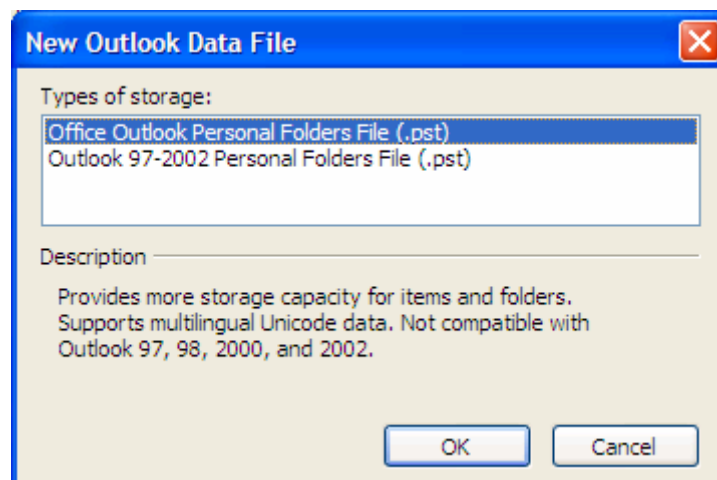 New Outlook Data File
Types of storage:
Office Outlook Personal Folders File (.pst)
Outlook 97-2002 Personal Folders File (.pst)
Description
Provides more storage capacity for items and folders.
Supports multilingual Unicode data. Not compatible with
Outlook 97, 98, 2000, and 2002.
OK Cancel